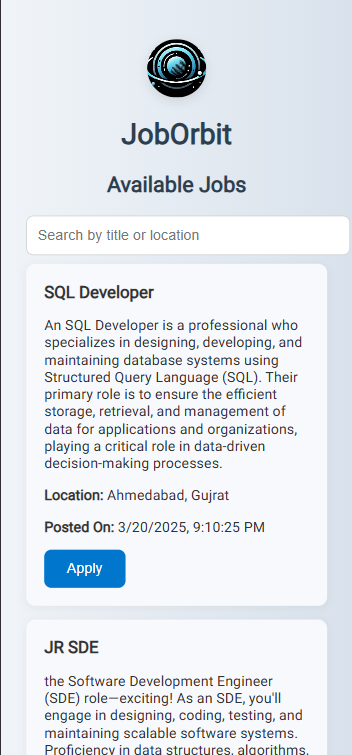 JobOrbit
Available Jobs
Search by title or location
SQL Developer
An SQL Developer is a professional who
specializes in designing, developing, and
maintaining database systems using
Structured Query Language (SQL). Their
primary role is to ensure the efficient
storage, retrieval, and management of
data for applications and organizations,
playing a critical role in data-driven
decision-making processes.
Location: Ahmedabad, Gujrat
Posted On: 3/20/2025, 9:10:25 PM
Apply
JR SDE
the Software Development Engineer
(SDE) role—exciting! As an SDE, you'll
engage in designing, coding, testing, and
maintaining scalable software systems.
Proficiency in data structures, algorithms,